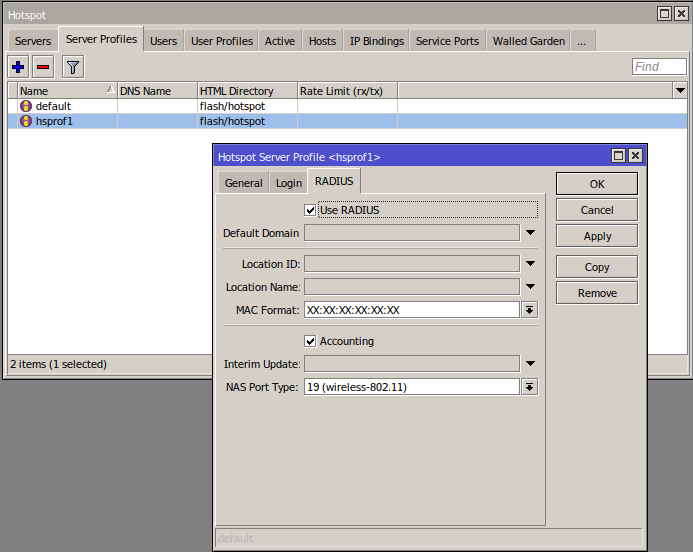 Hotspot
Servers Server Profiles Users User Profiles Active Hosts IP Bindings Service Ports Walled Garden ...
Find
Name DNS Name HTML Directory Rate Limit (rx/tx)
default flash/hotspot
hsprof1 flash/hotspot
2 items (1 selected)
Hotspot Server Profile <hsprof1>
General Login RADIUS
Use RADIUS
Default Domain
Location ID:
Location Name:
MAC Format: XX:XX:XX:XX:XX:XX
Accounting
Interim Update:
NAS Port Type: 19 (wireless-802.11)
OK
Cancel
Apply
Copy
Remove
default